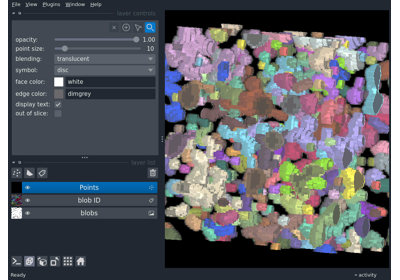 File View Plugins Window Help
layer controls
opacity: 1.00
point size: 10
blending: translucent
symbol: disc
face color: white
edge color: dimgrey
display text:
out of slice:
layer list
Points
blob ID
blobs
Ready
activity